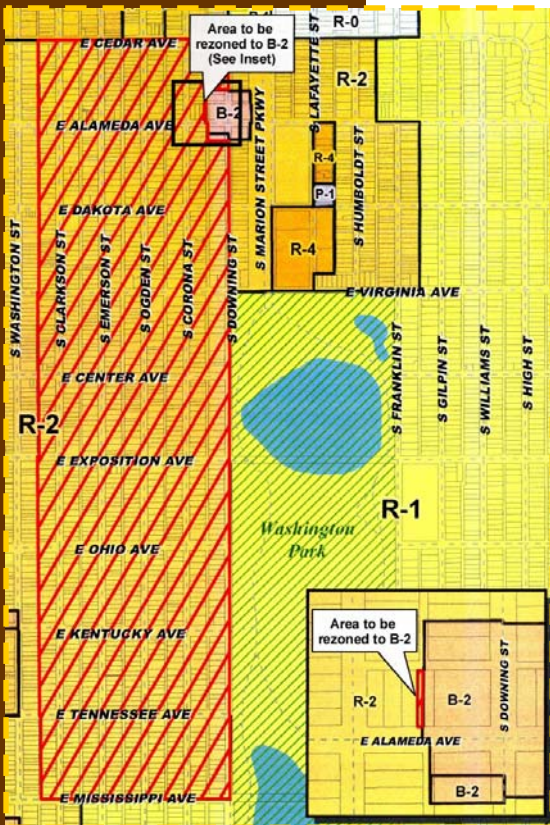 R-0
E CEDAR AVE
Area to be
rezoned to B-2
(See Inset)
S LAFAYETTE ST
R-2
B-2
E ALAMEDA AVE
S MARION STREET PKWY
R-4
P-1
S HUMBOLDT ST
E DAKOTA AVE
R-4
S WASHINGTON ST
S CLARKSON ST
S EMERSON ST
S OGDEN ST
S CORONA ST
S DOWNING ST
E VIRGINIA AVE
S FRANKLIN ST
S GILPIN ST
S WILLIAMS ST
S HIGH ST
E CENTER AVE
R-2
E EXPOSITION AVE
R-1
Washington
Park
E OHIO AVE
E KENTUCKY AVE
E TENNESSEE AVE
E MISSISSIPPI AVE
Area to be
rezoned to B-2
S DOWNING ST
R-2
B-2
E ALAMEDA AVE
B-2